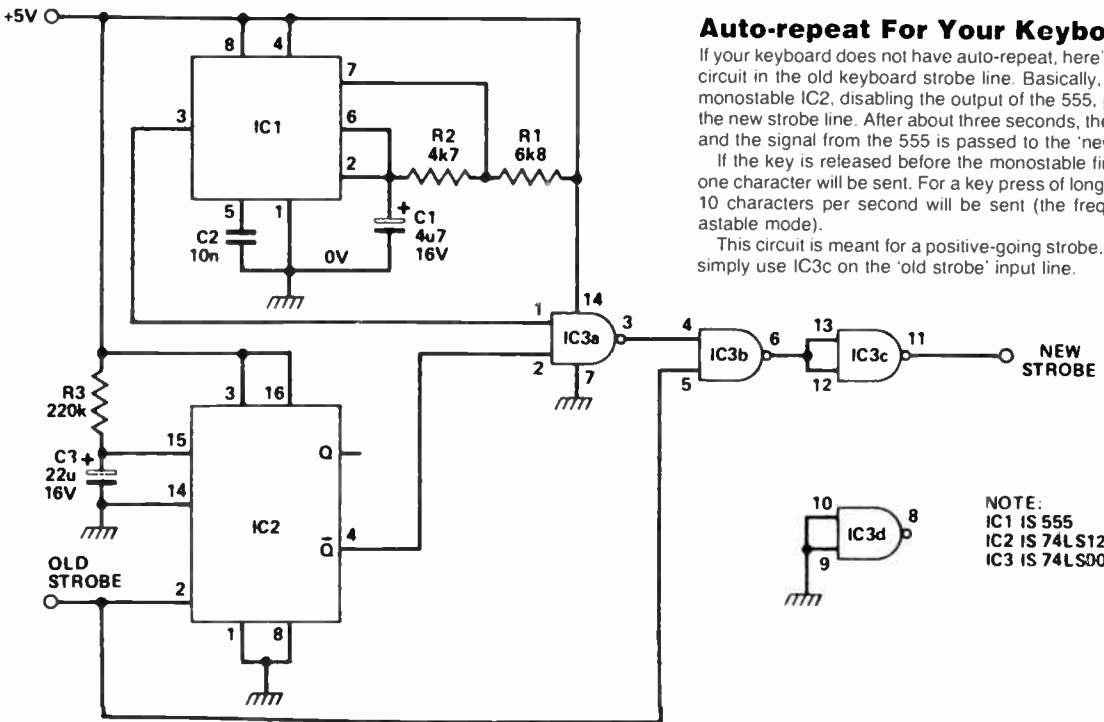 Auto-repeat For Your Keybo
If your keyboard does not have auto-repeat, here'
circuit in the old keyboard strobe line. Basically,
monostable IC2, disabling the output of the 555,
the new strobe line. After about three seconds, the
and the signal from the 555 is passed to the 'new
If the key is released before the monostable fin
one character will be sent. For a key press of long
10 characters per second will be sent (the freq
astable mode).
This circuit is meant for a positive-going strobe.
simply use IC3c on the 'old strobe' input line.
+5V
8
4
7
3
IC1
6
2
R2
4k7
R1
6k8
5
1
C2
10n
0V
+
C1
4u7
16V
1
14
IC3a
3
2
7
4
IC3b
6
5
13
IC3c
11
12
NEW
STROBE
R3
220k
3
16
15
Q
C3
+
22u
16V
14
IC2
4
Q̅
OLD
STROBE
2
1
8
10
IC3d
8
9
NOTE:
IC1 IS 555
IC2 IS 74LS12
IC3 IS 74LS00